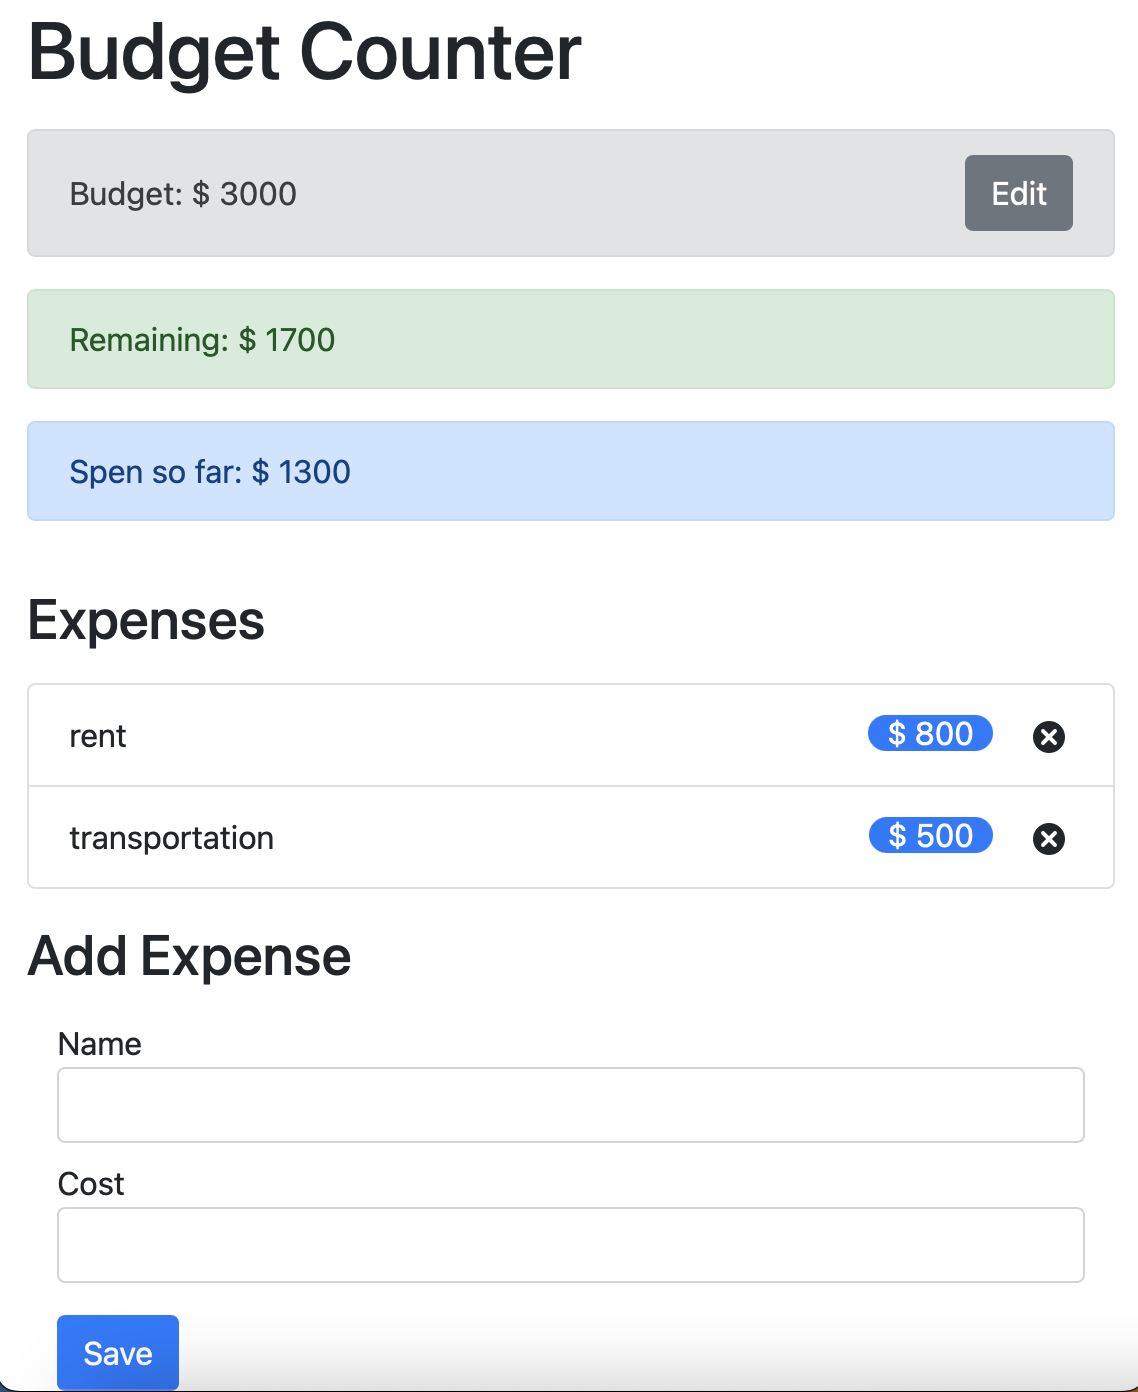 Budget Counter
Budget: $ 3000
Edit
Remaining: $ 1700
Spen so far: $ 1300
Expenses
rent $ 800
transportation $ 500
Add Expense
Name
Cost
Save